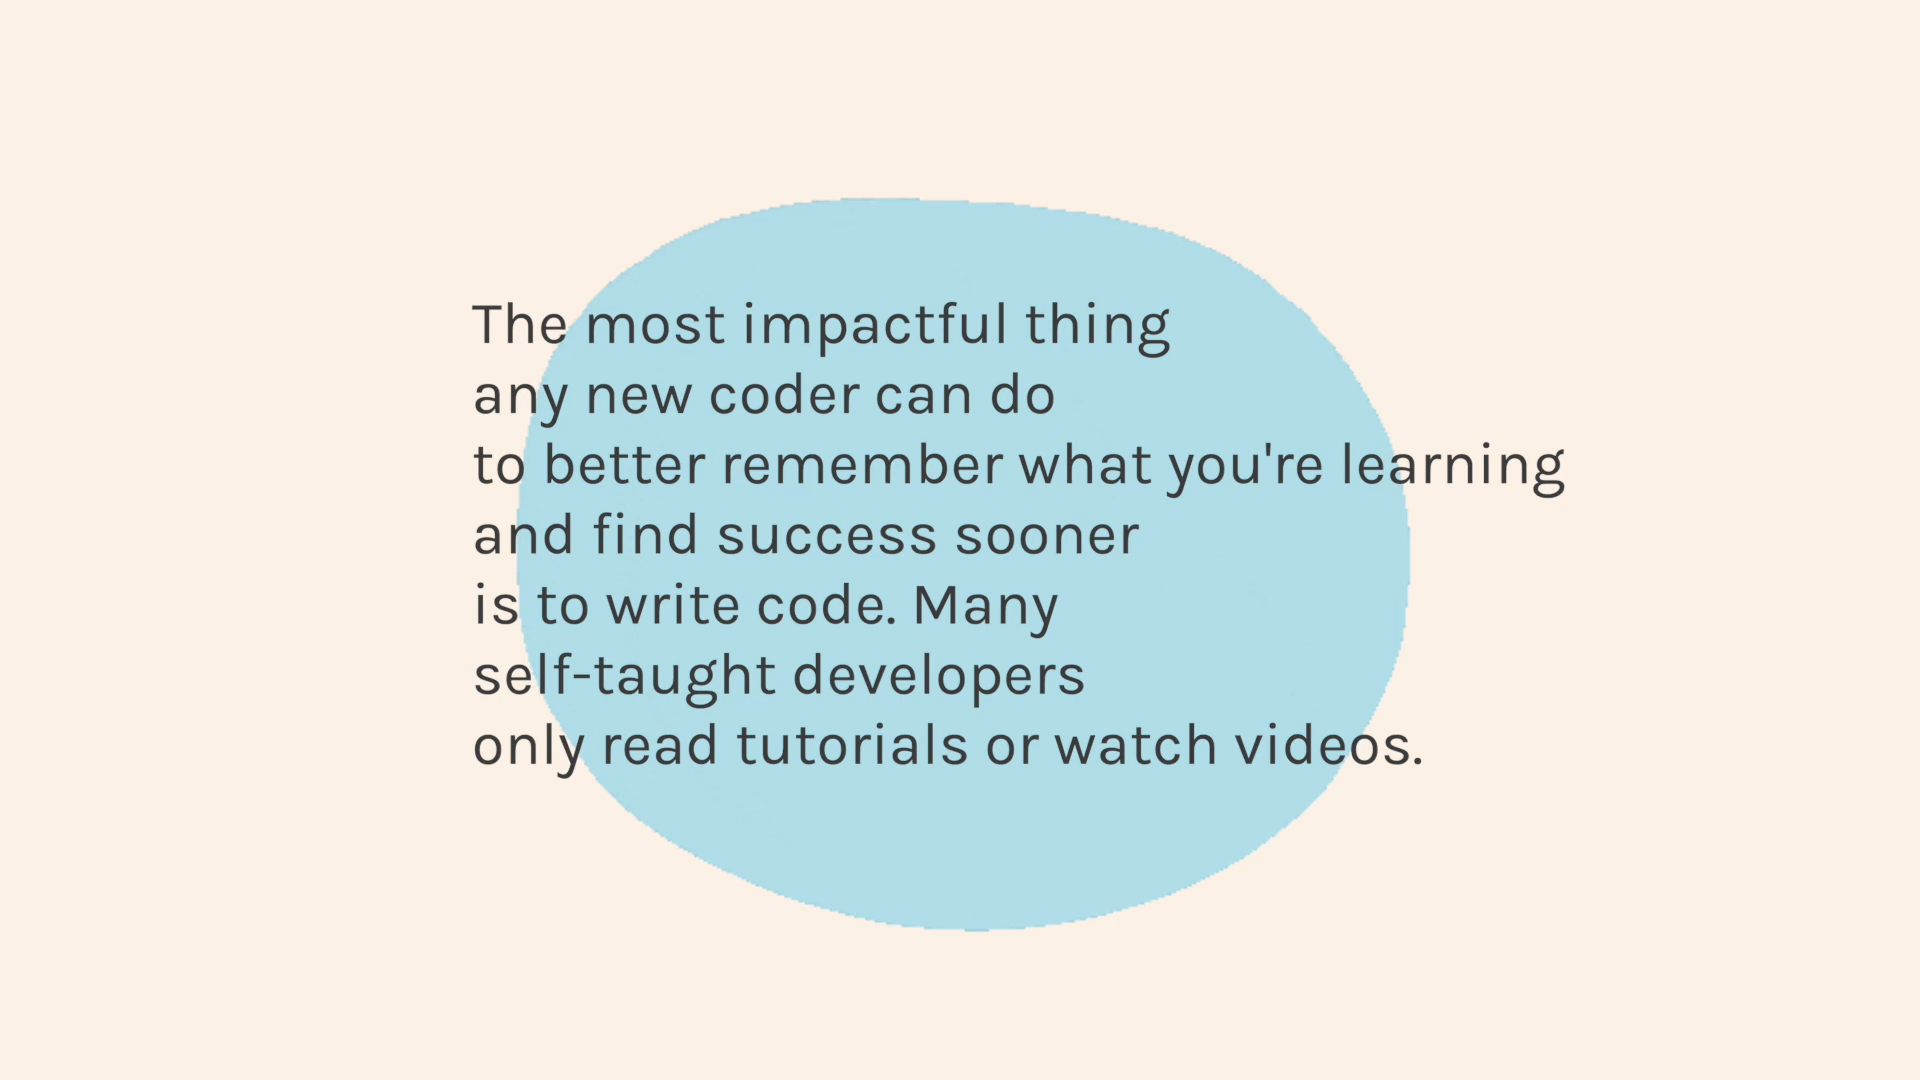 The most impactful thing
any new coder can do
to better remember what you're learning
and find success sooner
is to write code. Many
self-taught developers
only read tutorials or watch videos.